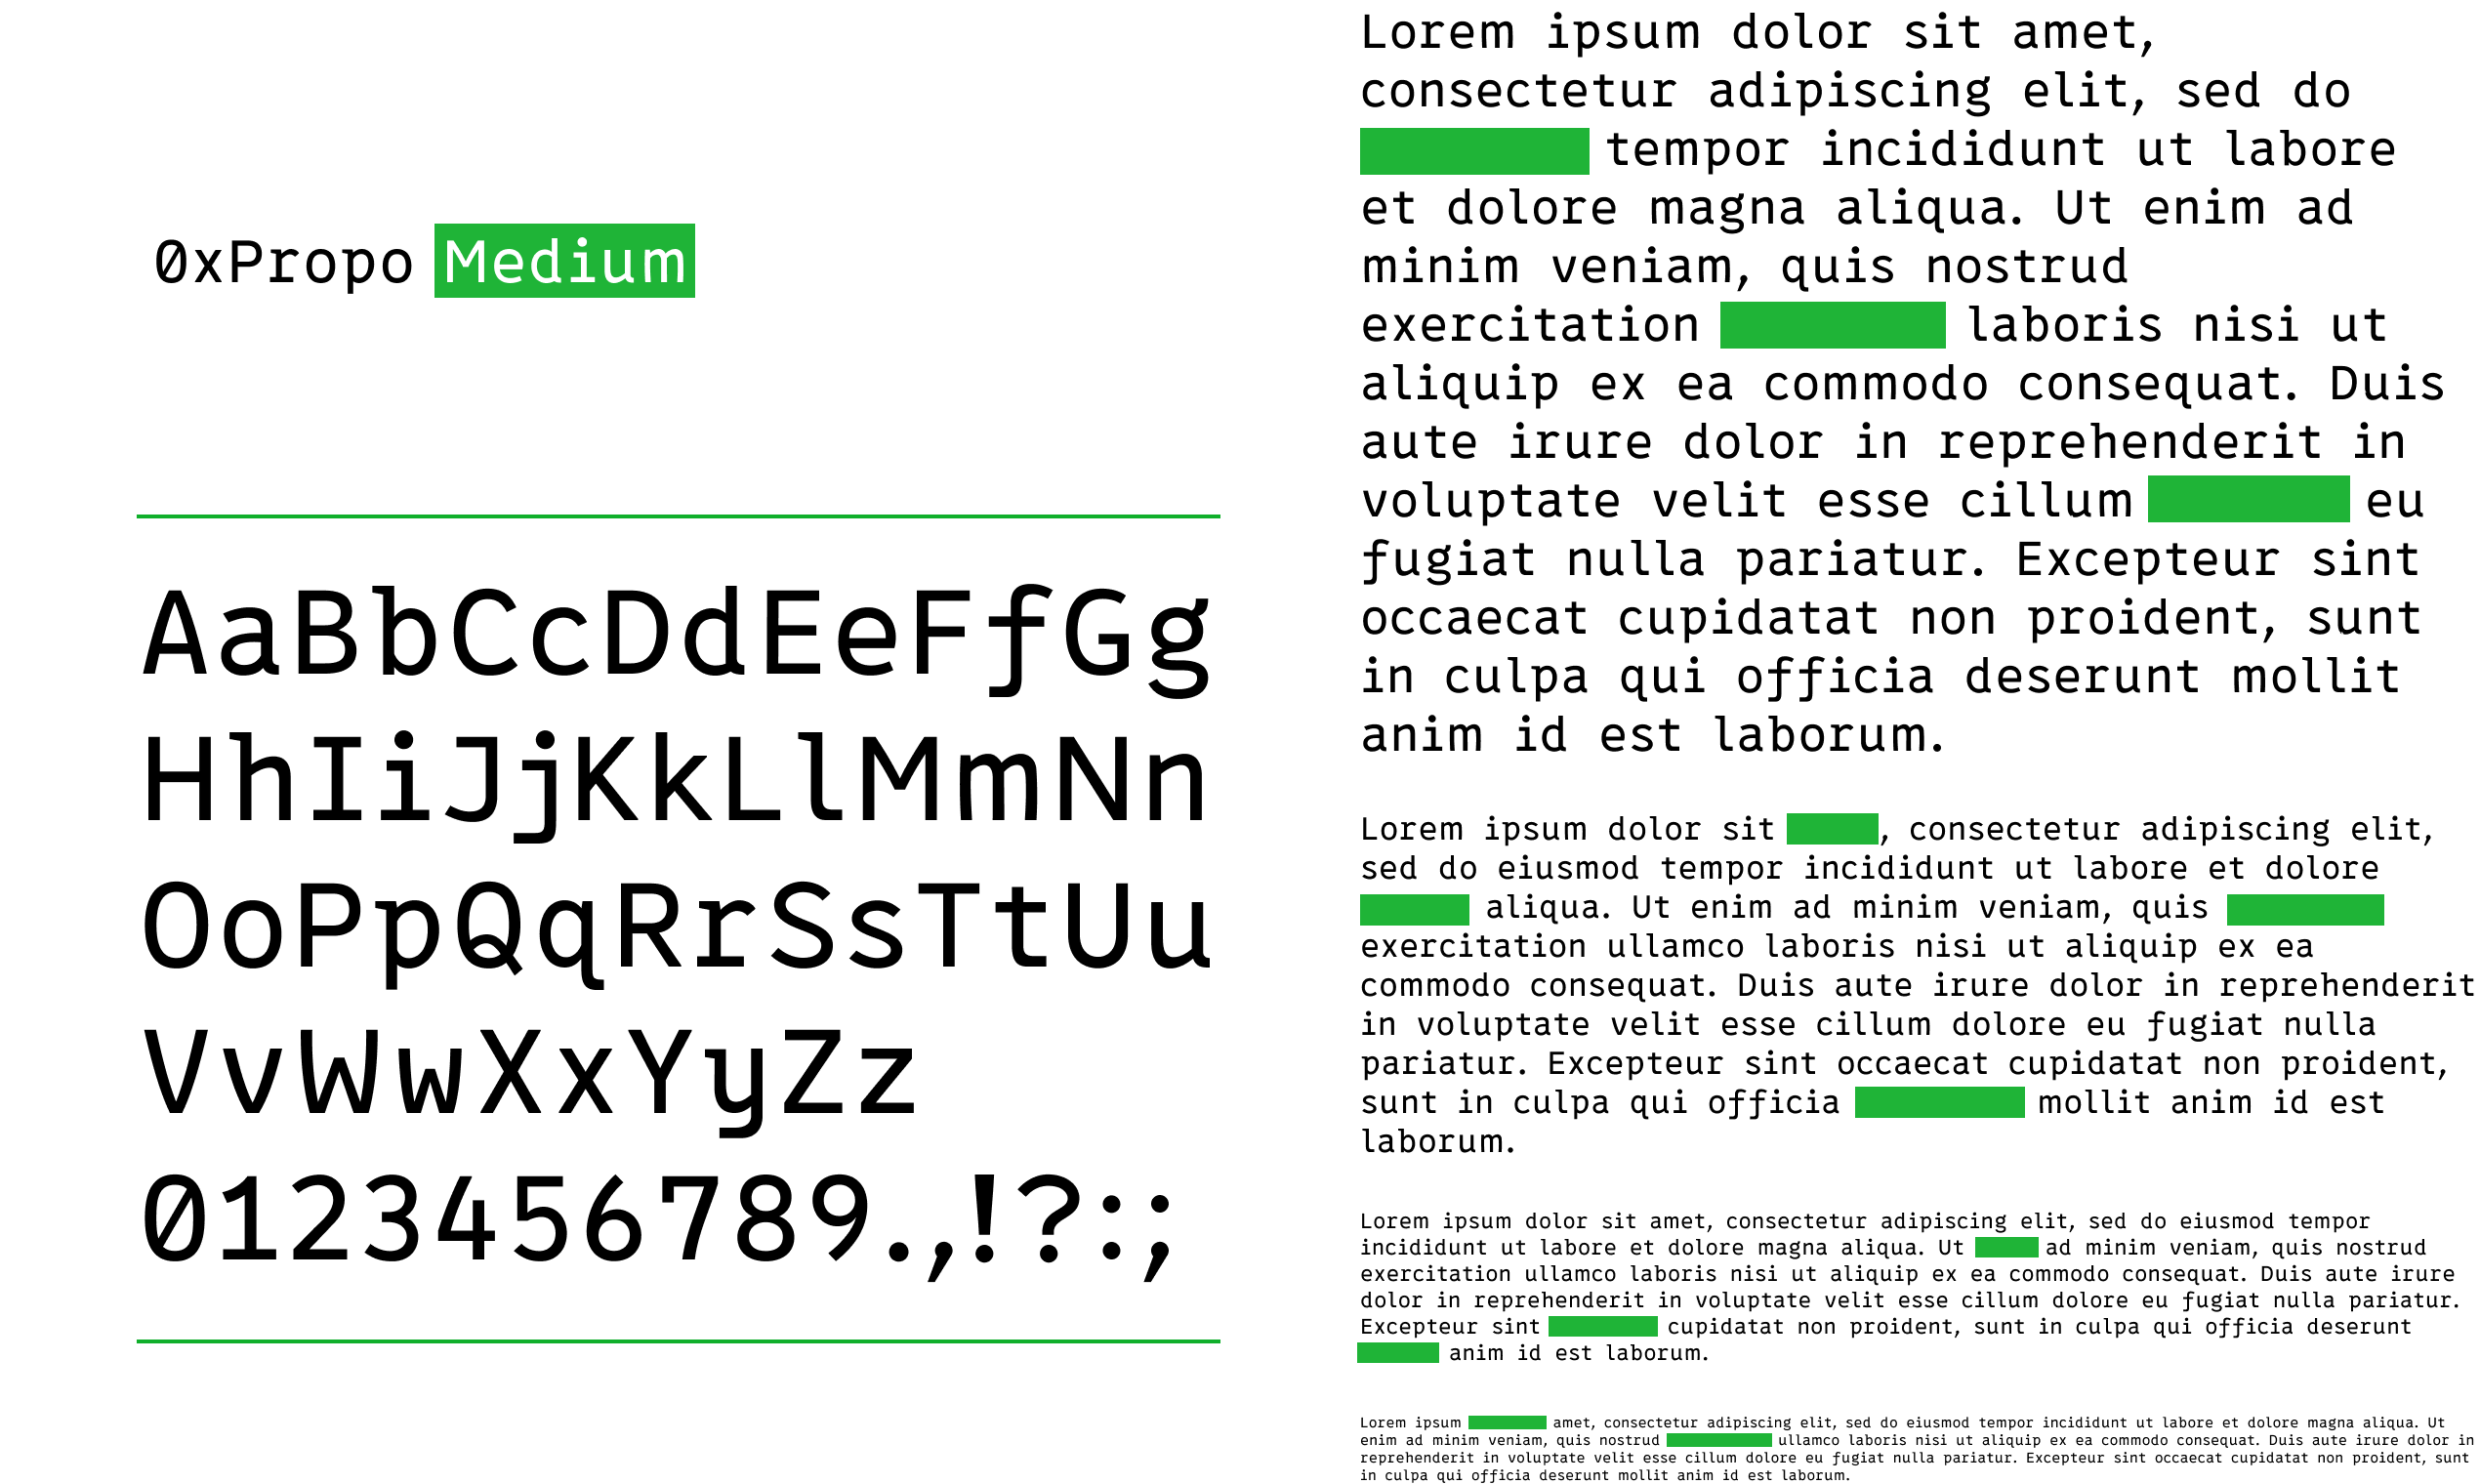 0xPropo Medium
AaBbCcDdEeFfGg
HhIiJjKkLlMmNn
OoPpQqRrSsTtUu
VvWwXxYyZz
0123456789.,!?:;
Lorem ipsum dolor sit amet,
consectetur adipiscing elit, sed do
tempor incididunt ut labore
et dolore magna aliqua. Ut enim ad
minim veniam, quis nostrud
exercitation laboris nisi ut
aliquip ex ea commodo consequat. Duis
aute irure dolor in reprehenderit in
voluptate velit esse cillum eu
fugiat nulla pariatur. Excepteur sint
occaecat cupidatat non proident, sunt
in culpa qui officia deserunt mollit
anim id est laborum.
Lorem ipsum dolor sit , consectetur adipiscing elit,
sed do eiusmod tempor incididunt ut labore et dolore
aliqua. Ut enim ad minim veniam, quis
exercitation ullamco laboris nisi ut aliquip ex ea
commodo consequat. Duis aute irure dolor in reprehenderit
in voluptate velit esse cillum dolore eu fugiat nulla
pariatur. Excepteur sint occaecat cupidatat non proident,
sunt in culpa qui officia mollit anim id est
laborum.
Lorem ipsum dolor sit amet, consectetur adipiscing elit, sed do eiusmod tempor
incididunt ut labore et dolore magna aliqua. Ut ad minim veniam, quis nostrud
exercitation ullamco laboris nisi ut aliquip ex ea commodo consequat. Duis aute irure
dolor in reprehenderit in voluptate velit esse cillum dolore eu fugiat nulla pariatur.
Excepteur sint cupidatat non proident, sunt in culpa qui officia deserunt
anim id est laborum.
Lorem ipsum amet, consectetur adipiscing elit, sed do eiusmod tempor incididunt ut labore et dolore magna aliqua. Ut
enim ad minim veniam, quis nostrud ullamco laboris nisi ut aliquip ex ea commodo consequat. Duis aute irure dolor in
reprehenderit in voluptate velit esse cillum dolore eu fugiat nulla pariatur. Excepteur sint occaecat cupidatat non proident, sunt
in culpa qui officia deserunt mollit anim id est laborum.